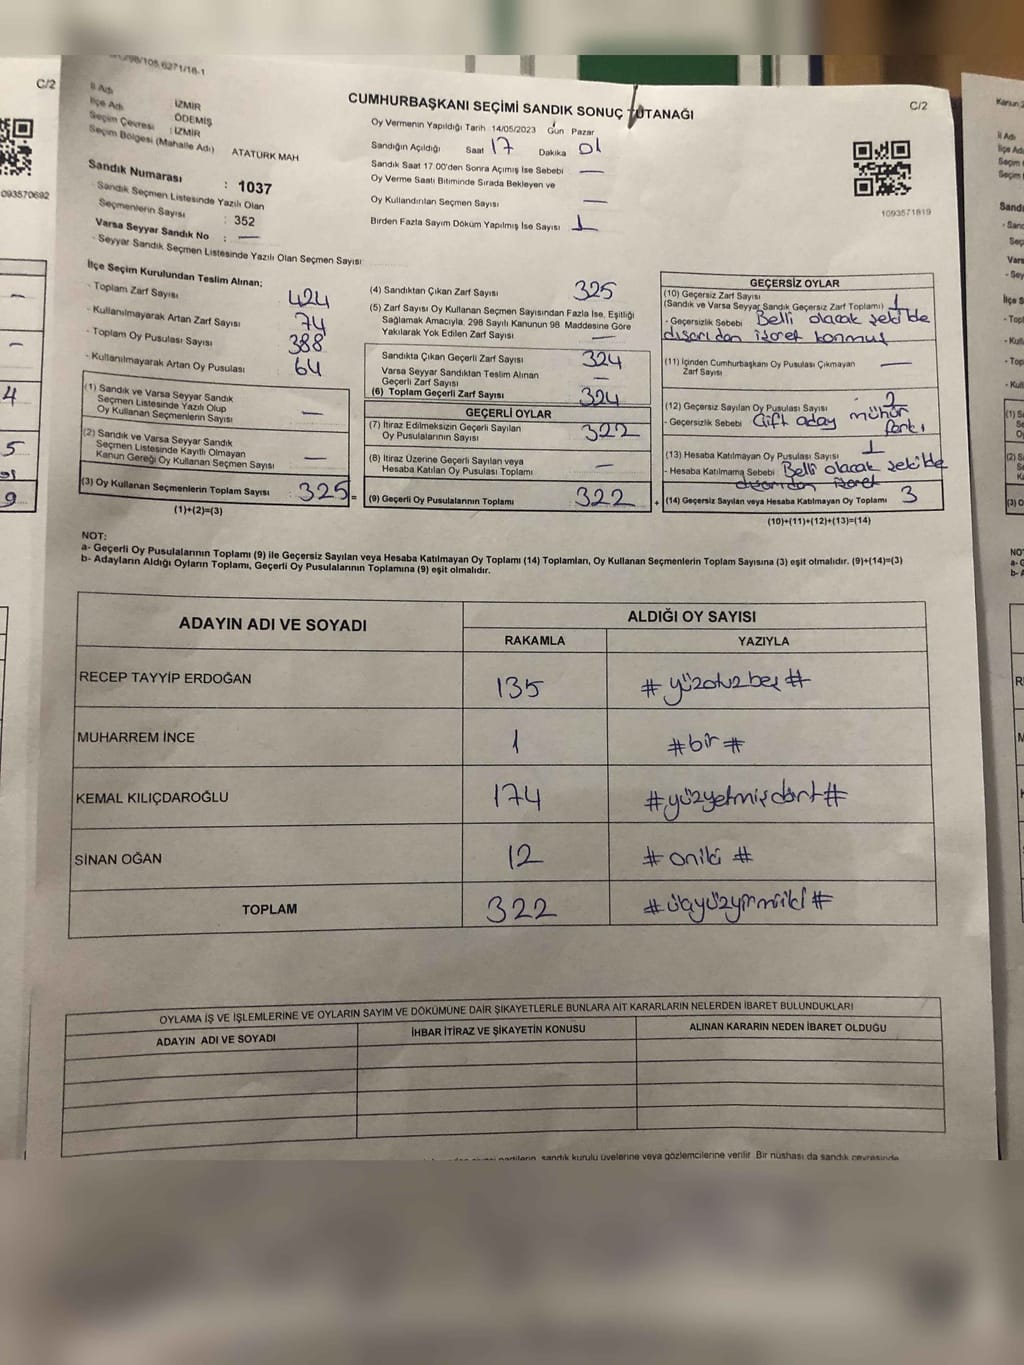 C/2
093570692
4
5
9
CUMHURBAŞKANI SEÇİMİ SANDIK SONUÇ TUTANAĞI
C/2
İl Adı İZMİR
İlçe Adı ÖDEMİŞ
Seçim Çevresi : İZMİR
Seçim Bölgesi (Mahalle Adı) ATATÜRK MAH
Sandık Numarası : 1037
- Sandık Seçmen Listesinde Yazılı Olan
Seçmenlerin Sayısı : 352
Varsa Seyyar Sandık No : —
- Seyyar Sandık Seçmen Listesinde Yazılı Olan Seçmen Sayısı
Oy Vermenin Yapıldığı Tarih 14/05/2023 Gün Pazar
Sandığın Açıldığı Saat 17 Dakika 01
Sandık Saat 17.00'den Sonra Açımış İse Sebebi —
Oy Verme Saati Bitiminde Sırada Bekleyen ve
Oy Kullandırılan Seçmen Sayısı —
Birden Fazla Sayım Döküm Yapılmış İse Sayısı 1
1093571819
İlçe Seçim Kurulundan Teslim Alınan;
- Toplam Zarf Sayısı 424
- Kullanılmayarak Artan Zarf Sayısı 74
- Toplam Oy Pusulası Sayısı 388
- Kullanılmayarak Artan Oy Pusulası 64
(1) Sandık ve Varsa Seyyar Sandık
Seçmen Listesinde Yazılı Olup
Oy Kullanan Seçmenlerin Sayısı —
(2) Sandık ve Varsa Seyyar Sandık
Seçmen Listesinde Kayıtlı Olmayan
Kanun Gereği Oy Kullanan Seçmen Sayısı —
(3) Oy Kullanan Seçmenlerin Toplam Sayısı : 325 =
(1)+(2)=(3)
(4) Sandıktan Çıkan Zarf Sayısı 325
(5) Zarf Sayısı Oy Kullanan Seçmen Sayısından Fazla İse, Eşitliği
Sağlamak Amacıyla, 298 Sayılı Kanunun 98 Maddesine Göre
Yakılarak Yok Edilen Zarf Sayısı —
Sandıkta Çıkan Geçerli Zarf Sayısı 324
Varsa Seyyar Sandıktan Teslim Alınan
Geçerli Zarf Sayısı —
(6) Toplam Geçerli Zarf Sayısı 324
GEÇERLİ OYLAR
(7) İtiraz Edilmeksizin Geçerli Sayılan
Oy Pusulalarının Sayısı 322
(8) İtiraz Üzerine Geçerli Sayılan veya
Hesaba Katılan Oy Pusulası Toplamı —
(9) Geçerli Oy Pusulalarının Toplamı 322 +
GEÇERSİZ OYLAR
(10) Geçersiz Zarf Sayısı
(Sandık ve Varsa Seyyar Sandık Geçersiz Zarf Toplamı) 1
- Geçersizlik Sebebi Belli olacak şekilde
dışarıdan işaret konmuş
(11) İçinden Cumhurbaşkanı Oy Pusulası Çıkmayan
Zarf Sayısı —
(12) Geçersiz Sayılan Oy Pusulası Sayısı 2
- Geçersizlik Sebebi Çift aday mühür
farkı
(13) Hesaba Katılmayan Oy Pusulası Sayısı 1
- Hesaba Katılmama Sebebi Belli olacak şekilde
dışarıdan işaret
(14) Geçersiz Sayılan veya Hesaba Katılmayan Oy Toplamı 3
(10)+(11)+(12)+(13)=(14)
NOT:
a- Geçerli Oy Pusulalarının Toplamı (9) ile Geçersiz Sayılan veya Hesaba Katılmayan Oy Toplamı (14) Toplamları, Oy Kullanan Seçmenlerin Toplam Sayısına (3) eşit olmalıdır. (9)+(14)=(3)
b- Adayların Aldığı Oyların Toplamı, Geçerli Oy Pusulalarının Toplamına (9) eşit olmalıdır.
ADAYIN ADI VE SOYADI
ALDIĞI OY SAYISI
RAKAMLA YAZIYLA
RECEP TAYYİP ERDOĞAN 135 # yüzotuzbeş #
MUHARREM İNCE 1 # bir #
KEMAL KILIÇDAROĞLU 174 # yüzyetmişdört #
SİNAN OĞAN 12 # oniki #
TOPLAM 322 # üçyüzyirmiiki #
OYLAMA İŞ VE İŞLEMLERİNE VE OYLARIN SAYIM VE DÖKÜMÜNE DAİR ŞİKAYETLERLE BUNLARA AİT KARARLARIN NELERDEN İBARET BULUNDUKLARI
ADAYIN ADI VE SOYADI İHBAR İTİRAZ VE ŞİKAYETİN KONUSU ALINAN KARARIN NEDEN İBARET OLDUĞU
sandık kurulu üyelerine veya gözlemcilerine verilir. Bir nüshası da sandık çevresinde